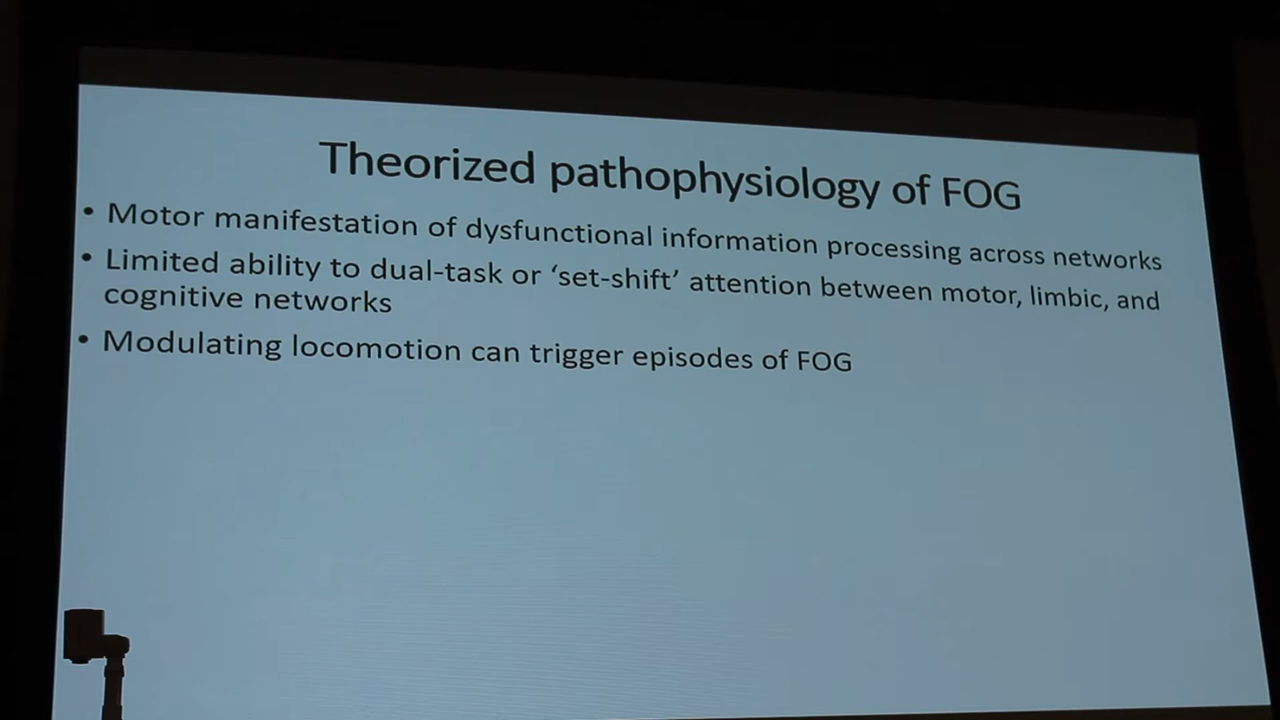 Theorized pathophysiology of FOG
• Motor manifestation of dysfunctional information processing across networks
• Limited ability to dual-task or ‘set-shift’ attention between motor, limbic, and
cognitive networks
• Modulating locomotion can trigger episodes of FOG